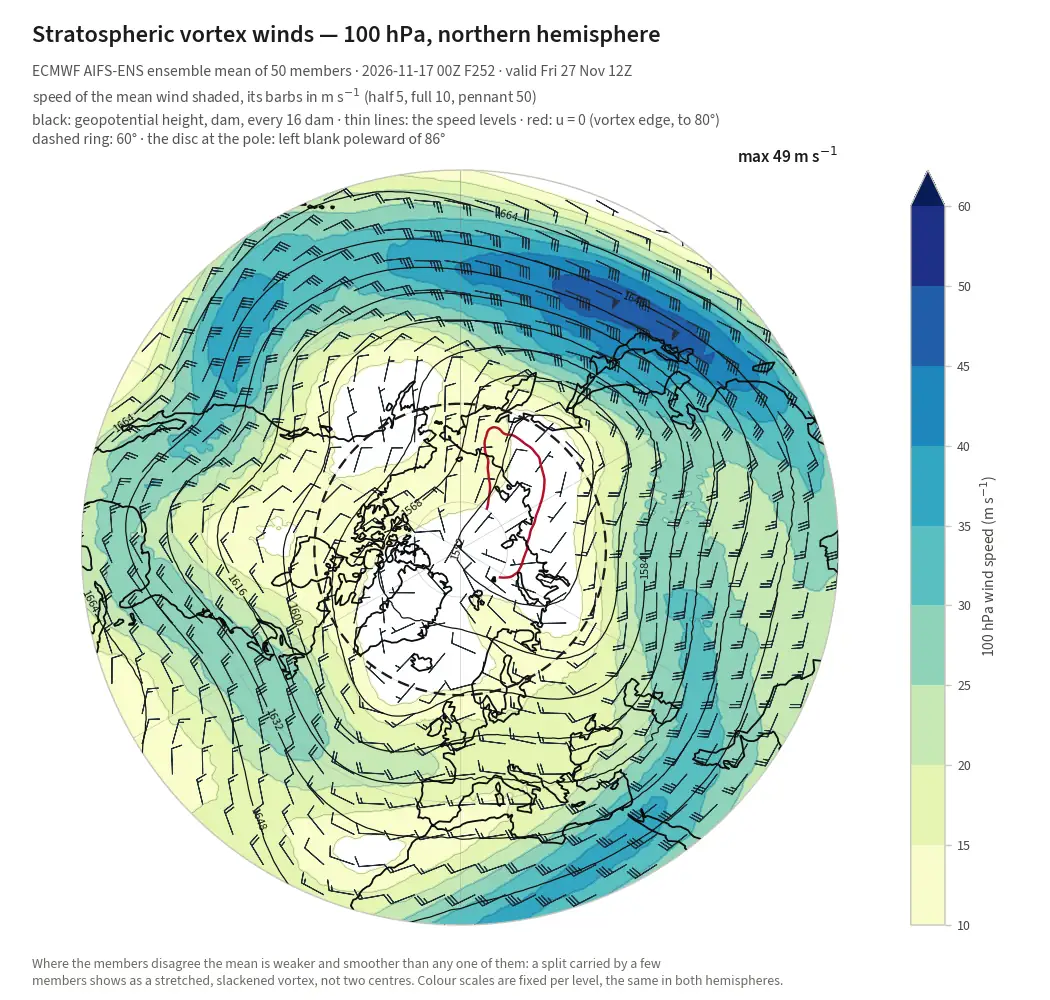 Stratospheric vortex winds — 100 hPa, northern hemisphere
ECMWF AIFS-ENS ensemble mean of 50 members · 2026-11-17 00Z F252 · valid Fri 27 Nov 12Z
speed of the mean wind shaded, its barbs in m s⁻¹ (half 5, full 10, pennant 50)
black: geopotential height, dam, every 16 dam · thin lines: the speed levels · red: u = 0 (vortex edge, to 80°)
dashed ring: 60° · the disc at the pole: left blank poleward of 86°
max 49 m s⁻¹
1664
1664
1568
1584
1616
1600
1664
1632
1648
60
50
45
40
35
30
25
20
15
10
100 hPa wind speed (m s⁻¹)
Where the members disagree the mean is weaker and smoother than any one of them: a split carried by a few
members shows as a stretched, slackened vortex, not two centres. Colour scales are fixed per level, the same in both hemispheres.